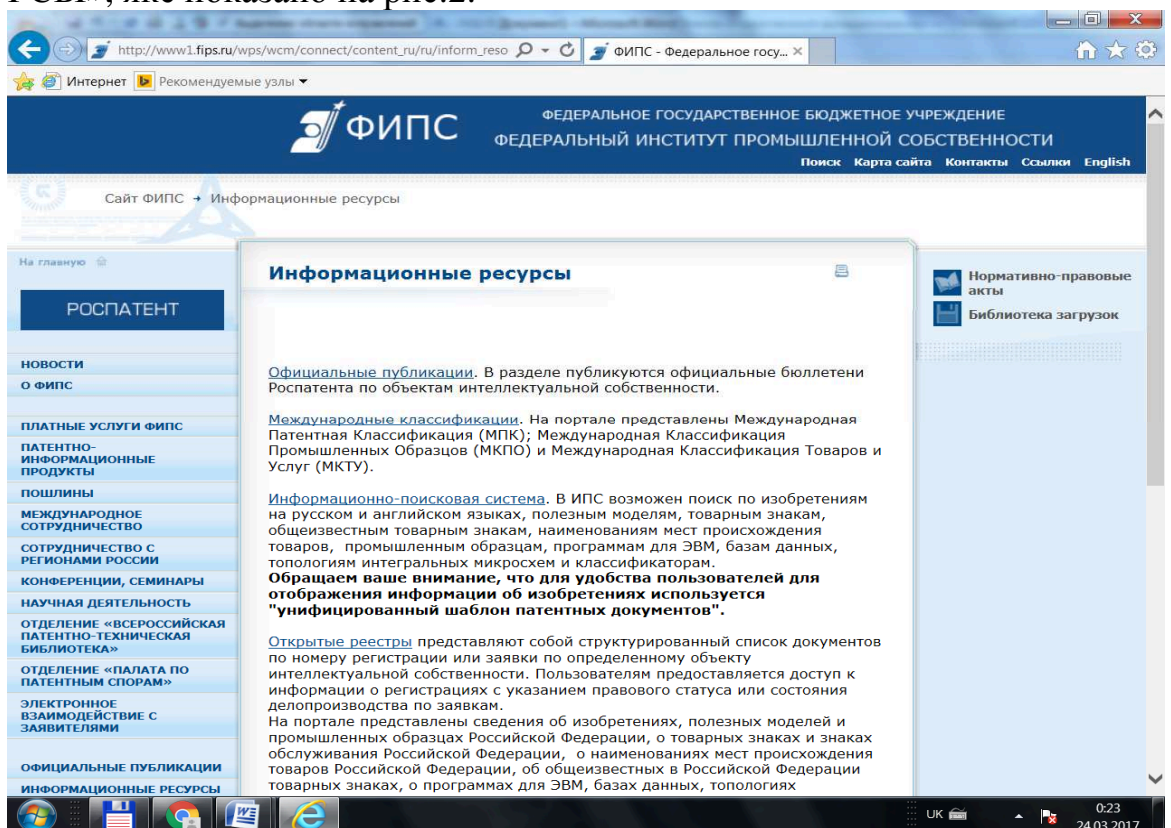 РСЫ», яке показано на рис.2.
http://www1.fips.ru/wps/wcm/connect/content_ru/ru/inform_reso
ФИПС - Федеральное госу...
Интернет
Рекомендуемые узлы
ФИПС
ФЕДЕРАЛЬНОЕ ГОСУДАРСТВЕННОЕ БЮДЖЕТНОЕ УЧРЕЖДЕНИЕ
ФЕДЕРАЛЬНЫЙ ИНСТИТУТ ПРОМЫШЛЕННОЙ СОБСТВЕННОСТИ
Поиск Карта сайта Контакты Ссылки English
Сайт ФИПС → Информационные ресурсы
На главную
РОСПАТЕНТ
НОВОСТИ
О ФИПС
ПЛАТНЫЕ УСЛУГИ ФИПС
ПАТЕНТНО-
ИНФОРМАЦИОННЫЕ
ПРОДУКТЫ
ПОШЛИНЫ
МЕЖДУНАРОДНОЕ
СОТРУДНИЧЕСТВО
СОТРУДНИЧЕСТВО С
РЕГИОНАМИ РОССИИ
КОНФЕРЕНЦИИ, СЕМИНАРЫ
НАУЧНАЯ ДЕЯТЕЛЬНОСТЬ
ОТДЕЛЕНИЕ «ВСЕРОССИЙСКАЯ
ПАТЕНТНО-ТЕХНИЧЕСКАЯ
БИБЛИОТЕКА»
ОТДЕЛЕНИЕ «ПАЛАТА ПО
ПАТЕНТНЫМ СПОРАМ»
ЭЛЕКТРОННОЕ
ВЗАИМОДЕЙСТВИЕ С
ЗАЯВИТЕЛЯМИ
ОФИЦИАЛЬНЫЕ ПУБЛИКАЦИИ
ИНФОРМАЦИОННЫЕ РЕСУРСЫ
Информационные ресурсы
Официальные публикации. В разделе публикуются официальные бюллетени
Роспатента по объектам интеллектуальной собственности.
Международные классификации. На портале представлены Международная
Патентная Классификация (МПК); Международная Классификация
Промышленных Образцов (МКПО) и Международная Классификация Товаров и
Услуг (МКТУ).
Информационно-поисковая система. В ИПС возможен поиск по изобретениям
на русском и английском языках, полезным моделям, товарным знакам,
общеизвестным товарным знакам, наименованиям мест происхождения
товаров, промышленным образцам, программам для ЭВМ, базам данных,
топологиям интегральных микросхем и классификаторам.
Обращаем ваше внимание, что для удобства пользователей для
отображения информации об изобретениях используется
"унифицированный шаблон патентных документов".
Открытые реестры представляют собой структурированный список документов
по номеру регистрации или заявки по определенному объекту
интеллектуальной собственности. Пользователям предоставляется доступ к
информации о регистрациях с указанием правового статуса или состояния
делопроизводства по заявкам.
На портале представлены сведения об изобретениях, полезных моделей и
промышленных образцах Российской Федерации, о товарных знаках и знаках
обслуживания Российской Федерации, о наименованиях мест происхождения
товаров Российской Федерации, об общеизвестных в Российской Федерации
товарных знаках, о программах для ЭВМ, базах данных, топологиях
Нормативно-правовые
акты
Библиотека загрузок
UK
0:23
24.03.2017